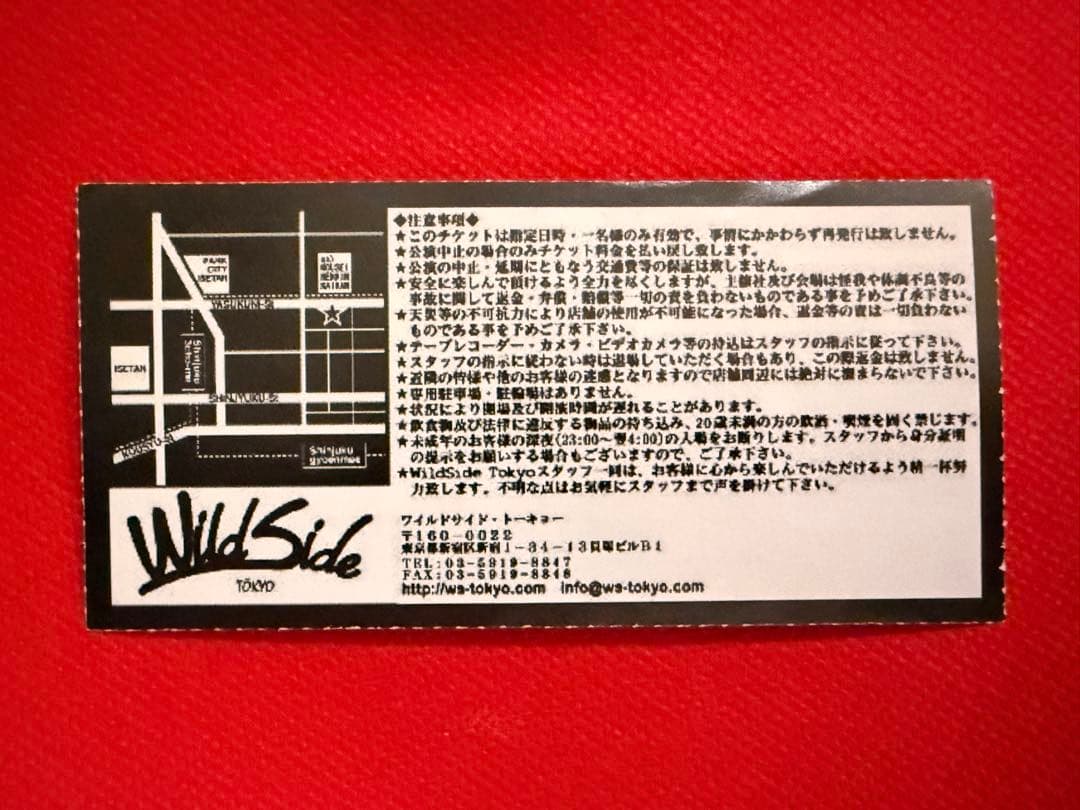 PARK
CITY
ISETAN
YASUKUNI-St
ISETAN
Shinjuku
SHINJYUKU-St
KOUSYU-St
Shinjuku
Wild Side
TOKYO
◆注意事項◆
★このチケットは指定日時・一名様のみ有効で、事情にかかわらず再発行は致しません。
★公演中止の場合のみチケット料金を払い戻し致します。
★公演の中止・延期にともなう交通費等の保証は致しません。
★安全に楽しんで頂けるよう全力を尽くしますが、主催社及び会場は怪我や体調不良等の
事故に関して返金・弁償・賠償等一切の責を負わないものである事を予めご了承下さい。
★天災等の不可抗力により店舗の使用が不可能になった場合、返金等の責は一切負わない
ものである事を予めご了承下さい。
★テープレコーダー・カメラ・ビデオカメラ等の持込はスタッフの指示に従って下さい。
★スタッフの指示に従わない時は退場していただく場合もあり、この際返金は致しません。
★近隣の皆様や他のお客様の迷惑となりますので店舗周辺には絶対に溜まらないで下さい。
★専用駐車場・駐輪場はありません。
★状況により開場及び開演時間が遅れることがあります。
★飲食物及び法律に違反する物品の持ち込み、20歳未満の方の飲酒・喫煙を固く禁じます。
★未成年のお客様の深夜(23:00～翌4:00)の入場をお断りします。スタッフから身分証明
の提示をお願いする場合もございますので、ご了承下さい。
★WildSide Tokyoスタッフ一同は、お客様に心から楽しんでいただけるよう精一杯努
力致します。不明な点はお気軽にスタッフまで声を掛けて下さい。
ワイルドサイド・トーキョー
〒160-0022
東京都新宿区新宿1-34-13貝塚ビルB1
TEL:03-5919-8847
FAX:03-5919-8848
http://ws-tokyo.com info@ws-tokyo.com